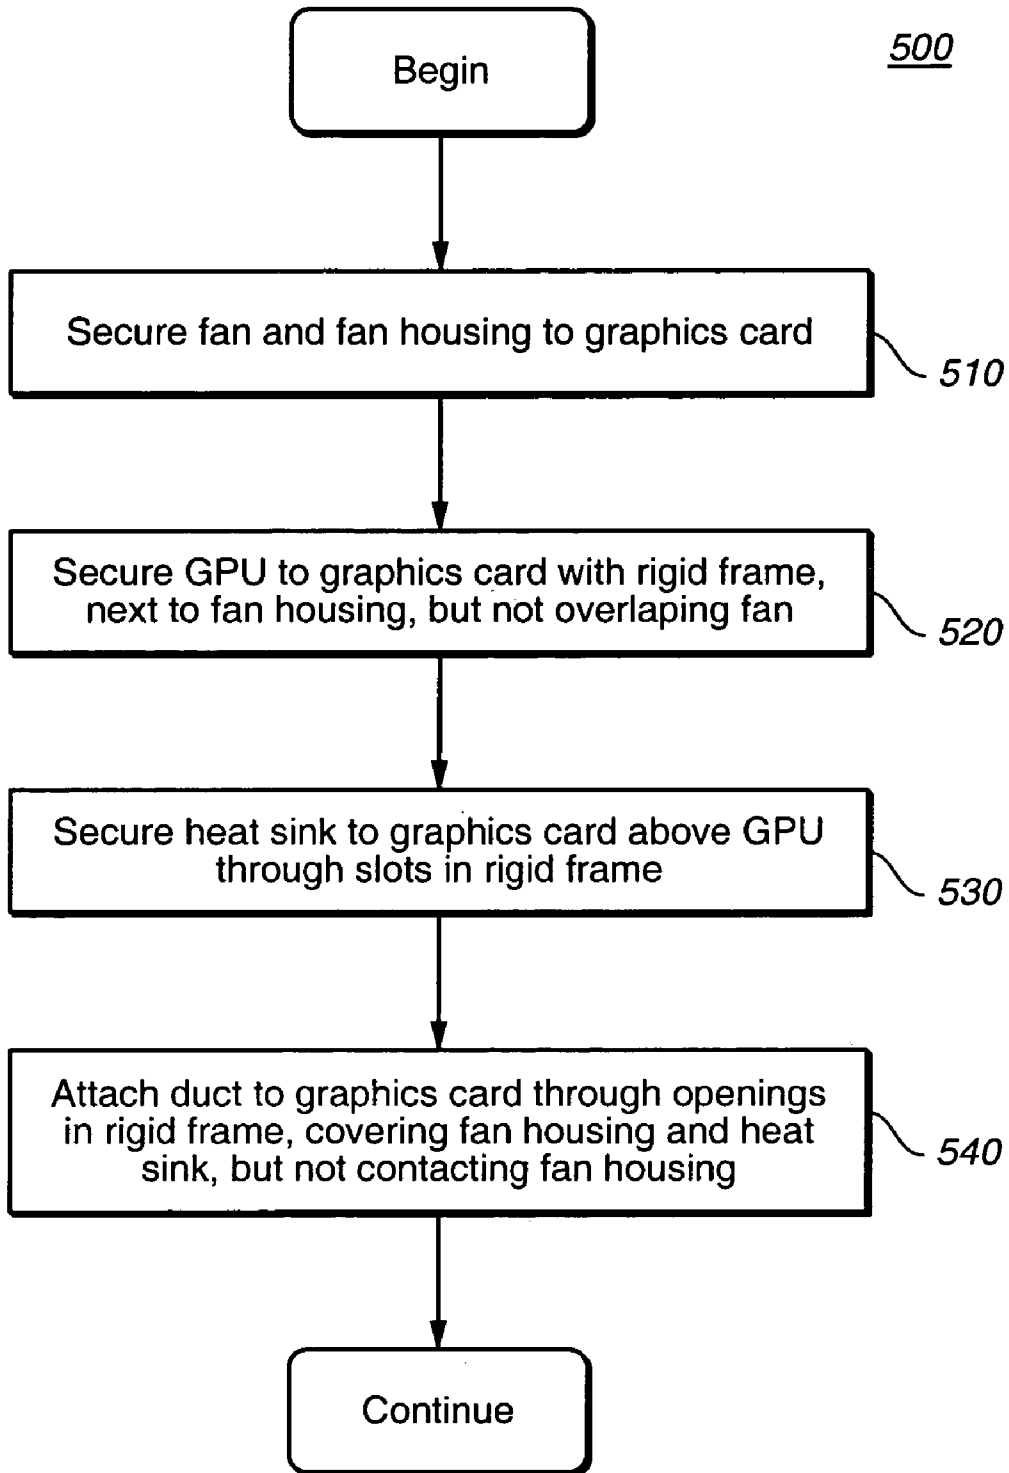 500
Begin
Secure fan and fan housing to graphics card
510
Secure GPU to graphics card with rigid frame,
next to fan housing, but not overlaping fan
520
Secure heat sink to graphics card above GPU
through slots in rigid frame
530
Attach duct to graphics card through openings
in rigid frame, covering fan housing and heat
sink, but not contacting fan housing
540
Continue